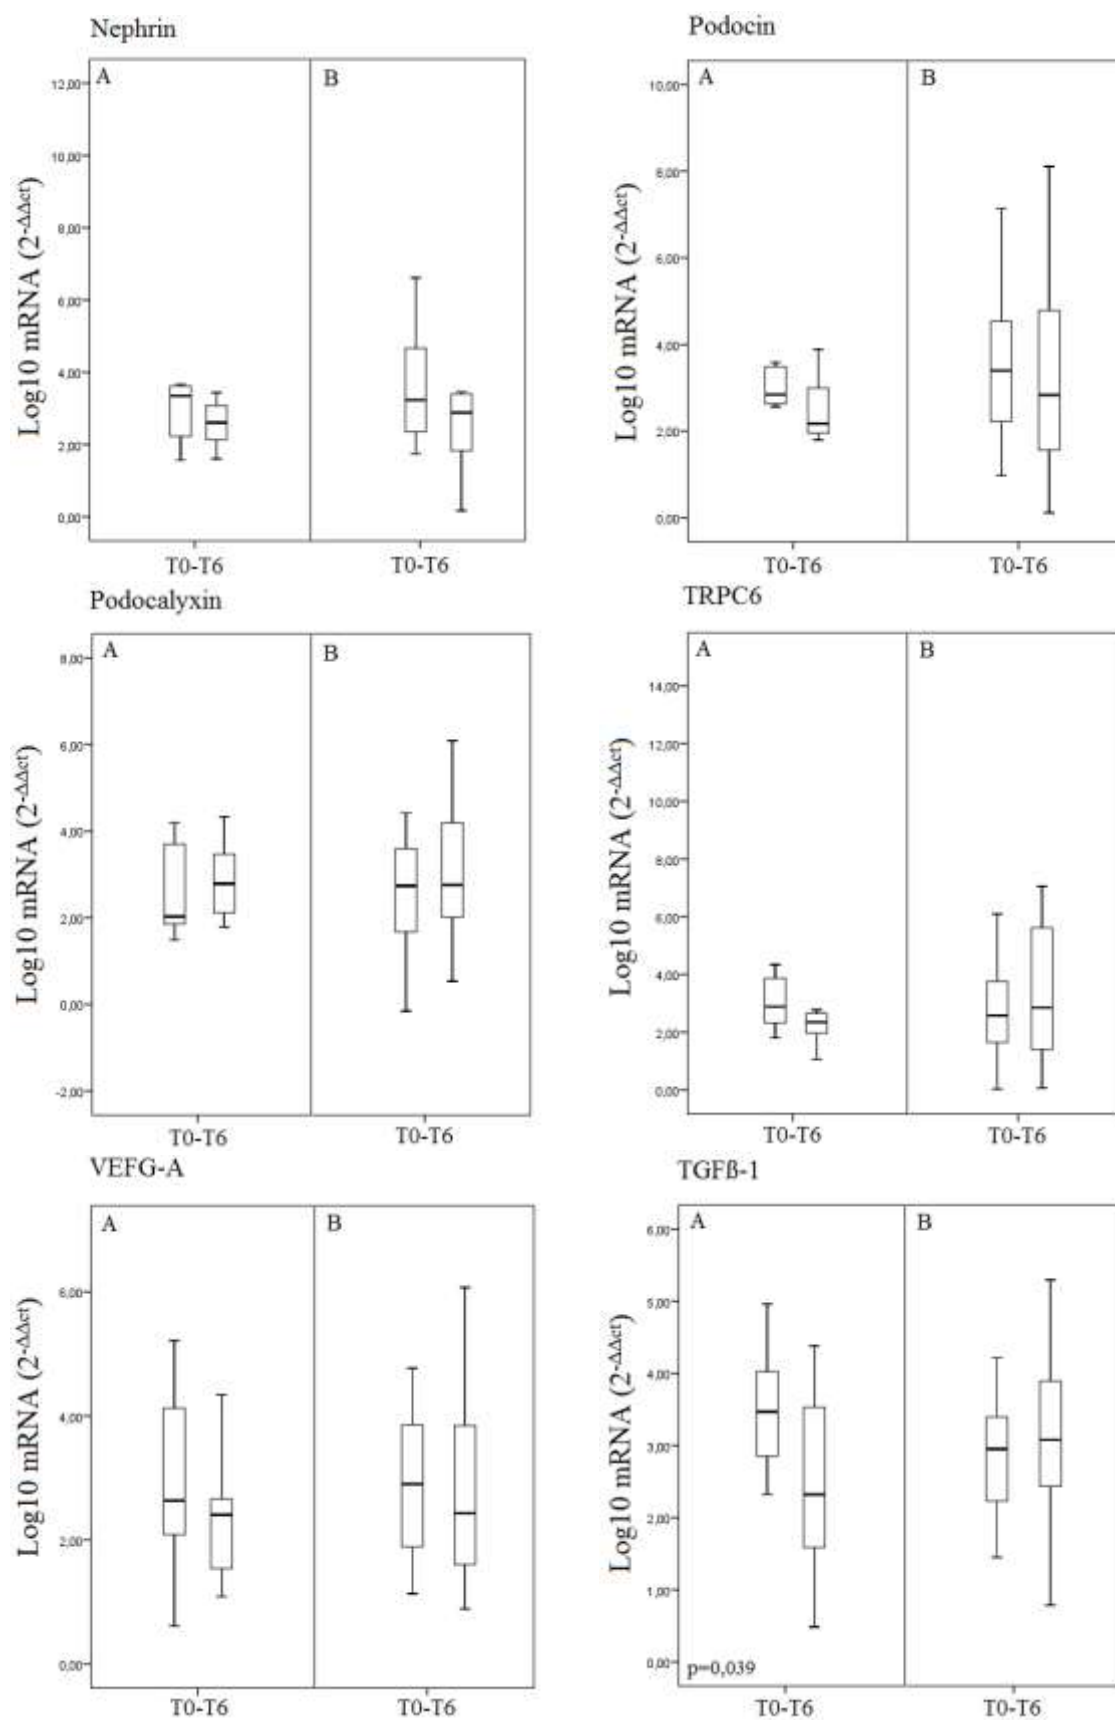 Nephrin
A
B
12,00
10,00
8,00
6,00
4,00
2,00
0,00
Log10 mRNA (2-ΔΔct)
T0-T6
T0-T6
Podocin
A
B
10,00
8,00
6,00
4,00
2,00
0,00
Log10 mRNA (2-ΔΔct)
T0-T6
T0-T6
Podocalyxin
A
B
8,00
6,00
4,00
2,00
0,00
-2,00
Log10 mRNA (2-ΔΔct)
T0-T6
T0-T6
TRPC6
A
B
14,00
12,00
10,00
8,00
6,00
4,00
2,00
0,00
Log10 mRNA (2-ΔΔct)
T0-T6
T0-T6
VEFG-A
A
B
6,00
4,00
2,00
0,00
Log10 mRNA (2-ΔΔct)
T0-T6
T0-T6
TGFß-1
A
B
6,00
5,00
4,00
3,00
2,00
1,00
0,00
Log10 mRNA (2-ΔΔct)
p=0,039
T0-T6
T0-T6